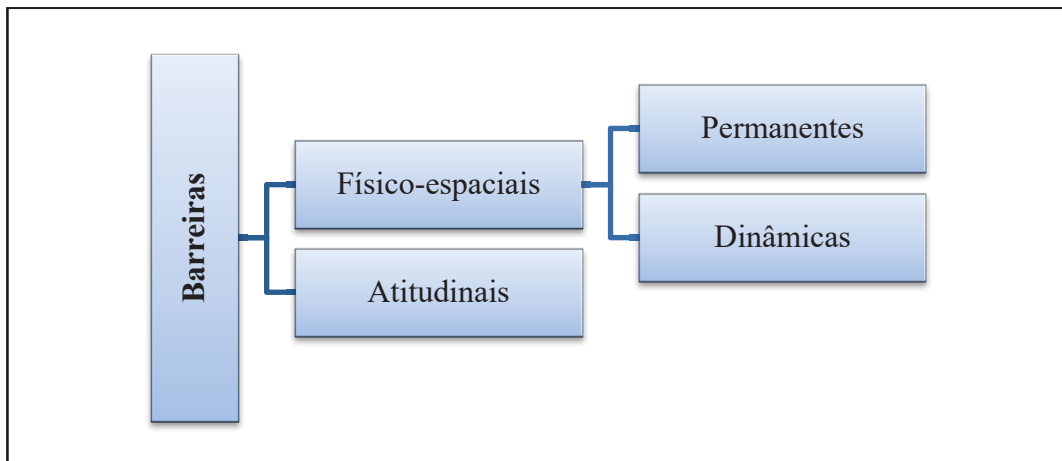 Barreiras
Físico-espaciais
Atitudinais
Permanentes
Dinâmicas